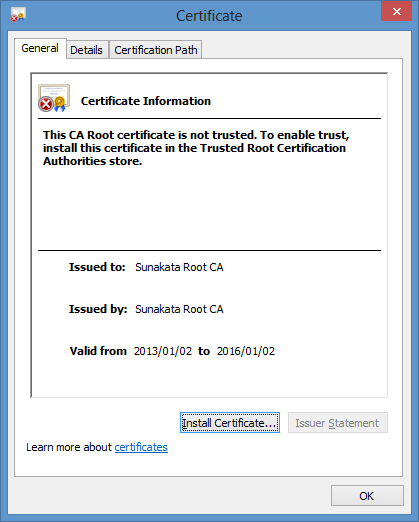 Certificate
General Details Certification Path
Certificate Information
This CA Root certificate is not trusted. To enable trust,
install this certificate in the Trusted Root Certification
Authorities store.
Issued to: Sunakata Root CA
Issued by: Sunakata Root CA
Valid from 2013/01/02 to 2016/01/02
Install Certificate... Issuer Statement
Learn more about certificates
OK